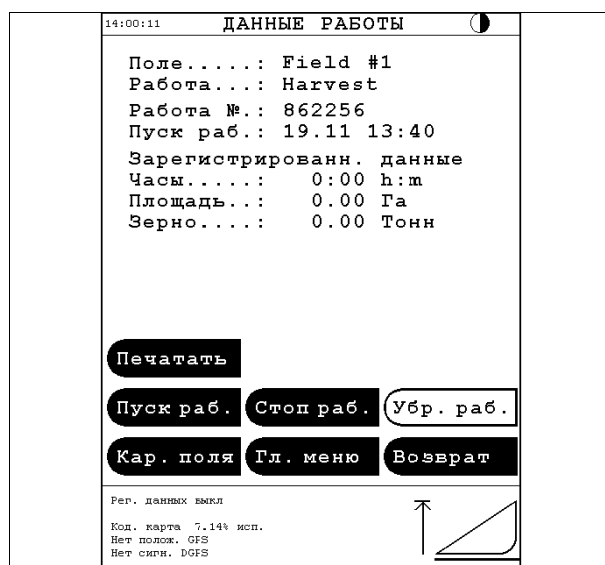 14:00:11 ДАННЫЕ РАБОТЫ
Поле.....: Field #1
Работа...: Harvest
Работа №.: 862256
Пуск раб.: 19.11 13:40
Зарегистрированн. данные
Часы.....: 0:00 h:m
Площадь..: 0.00 Га
Зерно....: 0.00 Тонн
Печатать
Пуск раб. Стоп раб. Убр. раб.
Кар. поля Гл. меню Возврат
Рег. данных выкл
Код. карта 7.14% исп.
Нет полож. GPS
Нет сигн. DGPS